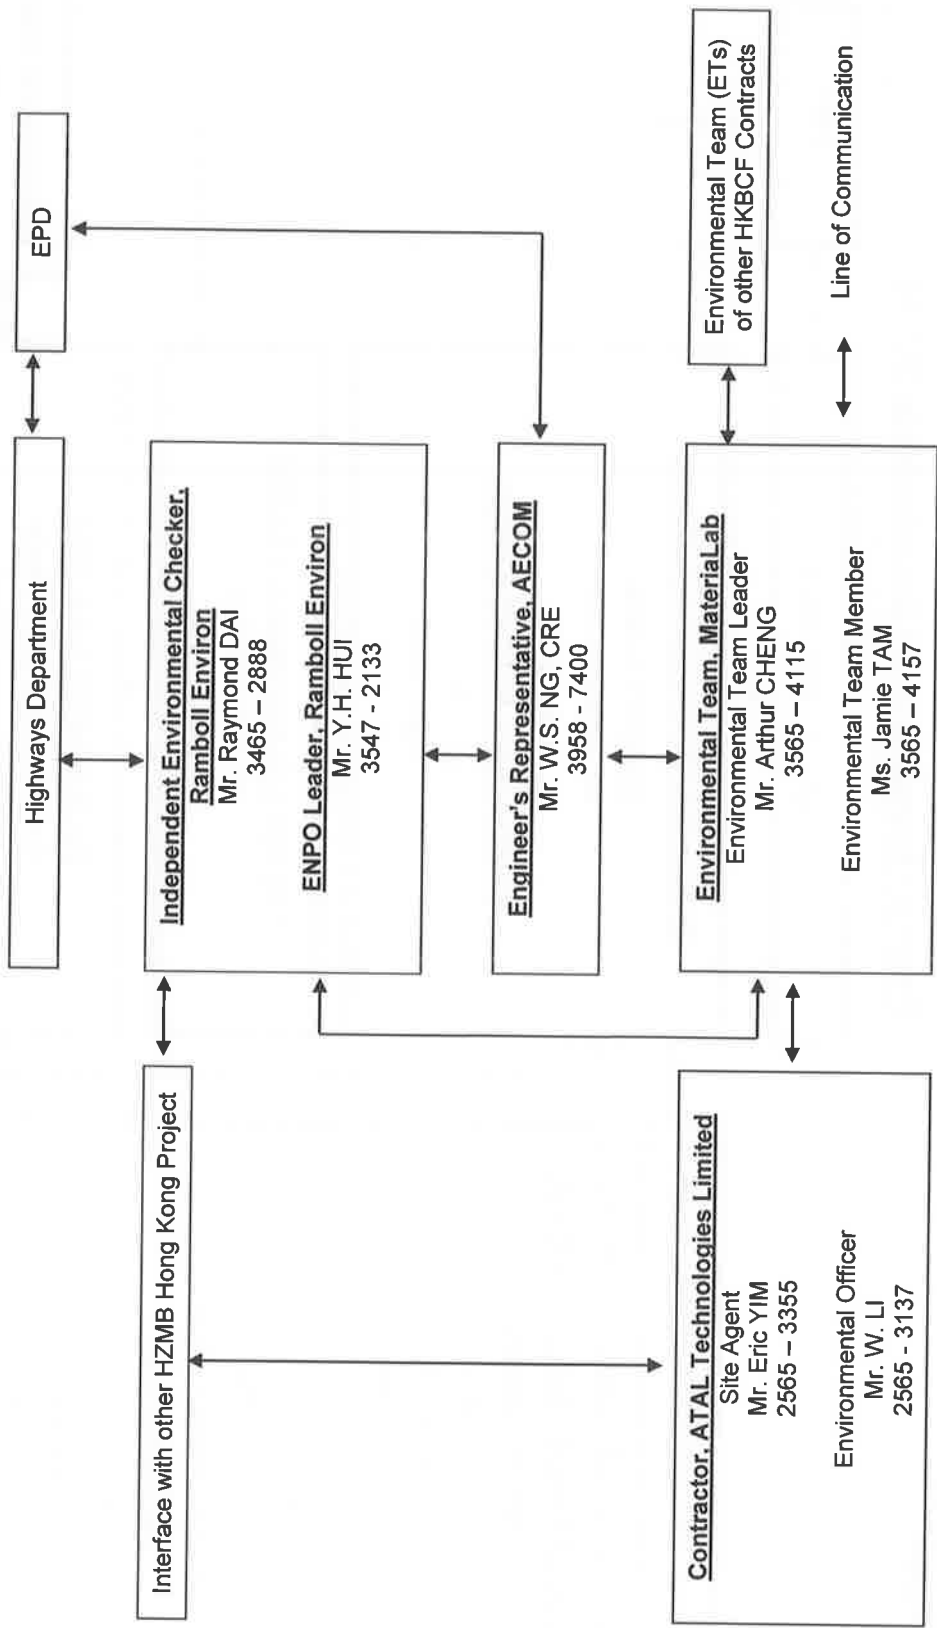 Highways Department
EPD
Interface with other HZMB Hong Kong Project
Independent Environmental Checker,
Ramboll Environ
Mr. Raymond DAI
3465 – 2888
ENPO Leader, Ramboll Environ
Mr. Y.H. HUI
3547 - 2133
Engineer's Representative, AECOM
Mr. W.S. NG, CRE
3958 - 7400
Contractor, ATAL Technologies Limited
Site Agent
Mr. Eric YIM
2565 – 3355
Environmental Officer
Mr. W. LI
2565 - 3137
Environmental Team, MateriaLab
Environmental Team Leader
Mr. Arthur CHENG
3565 – 4115
Environmental Team Member
Ms. Jamie TAM
3565 – 4157
Environmental Team (ETs)
of other HKBCF Contracts
Line of Communication